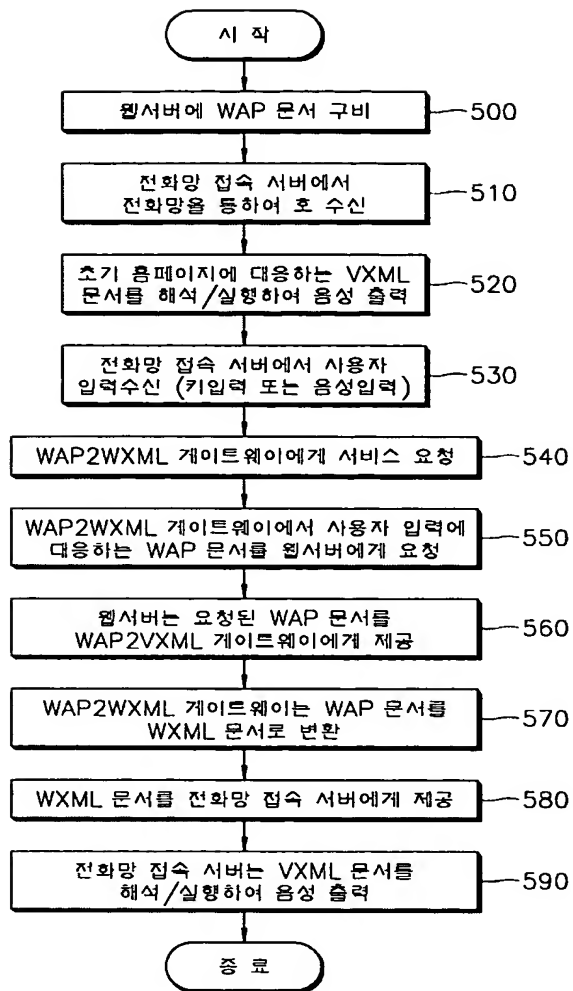 시 작
웹서버에 WAP 문서 구비
500
전화망 접속 서버에서
전화망을 통하여 호 수신
510
초기 홈페이지에 대응하는 VXML
문서를 해석/실행하여 음성 출력
520
전화망 접속 서버에서 사용자
입력수신 (키입력 또는 음성입력)
530
WAP2WXML 게이트웨이에게 서비스 요청
540
WAP2WXML 게이트웨이에서 사용자 입력에
대응하는 WAP 문서를 웹서버에게 요청
550
웹서버는 요청된 WAP 문서를
WAP2VXML 게이트웨이에게 제공
560
WAP2WXML 게이트웨이는 WAP 문서를
WXML 문서로 변환
570
WXML 문서를 전화망 접속 서버에게 제공
580
전화망 접속 서버는 VXML 문서를
해석/실행하여 음성 출력
590
종 료